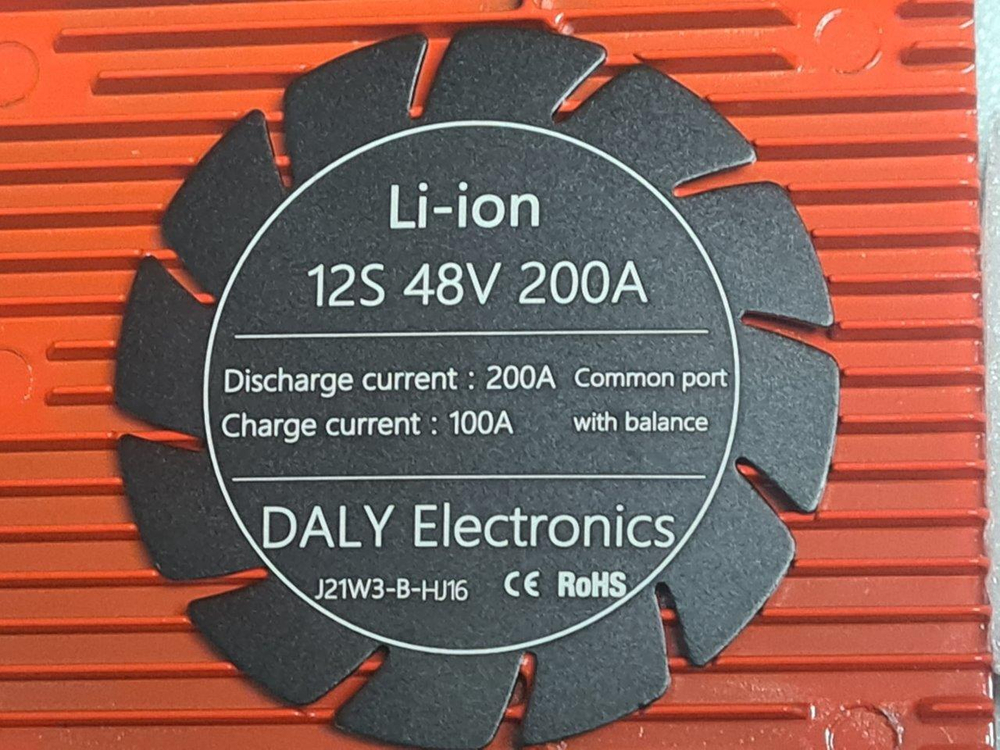 Li-ion
12S 48V 200A
Discharge current : 200A Common port
Charge current : 100A with balance
DALY Electronics
J21W3-B-HJ16 CE RoHS